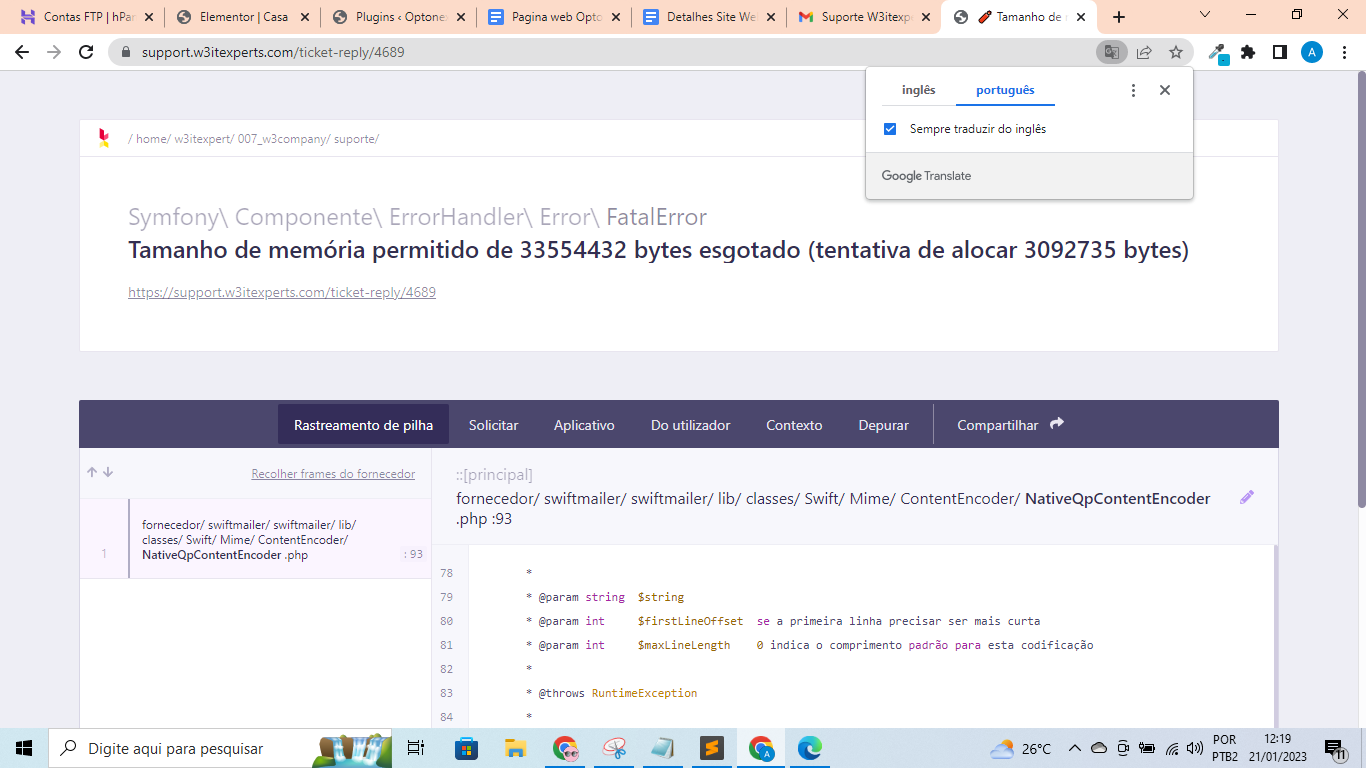 Contas FTP | hPan
Elementor | Casa
Plugins ‹ Optonex
Pagina web Opto
Detalhes Site Web
Suporte W3itexpe
Tamanho de m
support.w3itexperts.com/ticket-reply/4689
A
inglês português
Sempre traduzir do inglês
Google Translate
/ home/ w3itexpert/ 007_w3company/ suporte/
Symfony\ Componente\ ErrorHandler\ Error\ FatalError
Tamanho de memória permitido de 33554432 bytes esgotado (tentativa de alocar 3092735 bytes)
https://support.w3itexperts.com/ticket-reply/4689
Rastreamento de pilha Solicitar Aplicativo Do utilizador Contexto Depurar Compartilhar
Recolher frames do fornecedor
fornecedor/ swiftmailer/ swiftmailer/ lib/
classes/ Swift/ Mime/ ContentEncoder/
1 NativeQpContentEncoder .php : 93
::[principal]
fornecedor/ swiftmailer/ swiftmailer/ lib/ classes/ Swift/ Mime/ ContentEncoder/ NativeQpContentEncoder
.php :93
78 *
79 * @param string $string
80 * @param int $firstLineOffset se a primeira linha precisar ser mais curta
81 * @param int $maxLineLength 0 indica o comprimento padrão para esta codificação
82 *
83 * @throws RuntimeException
84 *
Digite aqui para pesquisar
A
26°C
POR
PTB2
12:19
21/01/2023
11